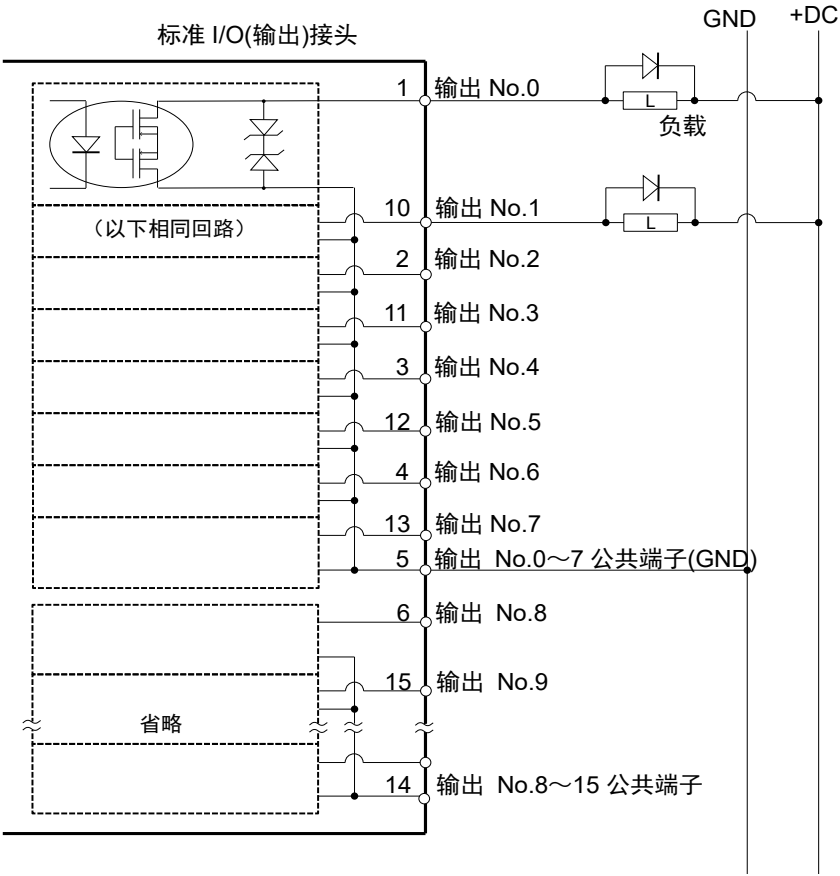 GND +DC
标准 I/O(输出)接头
1 输出 No.0
L
负载
10 输出 No.1
L
（以下相同回路）
2 输出 No.2
11 输出 No.3
3 输出 No.4
12 输出 No.5
4 输出 No.6
13 输出 No.7
5 输出 No.0～7 公共端子(GND)
6 输出 No.8
15 输出 No.9
省略
14 输出 No.8～15 公共端子